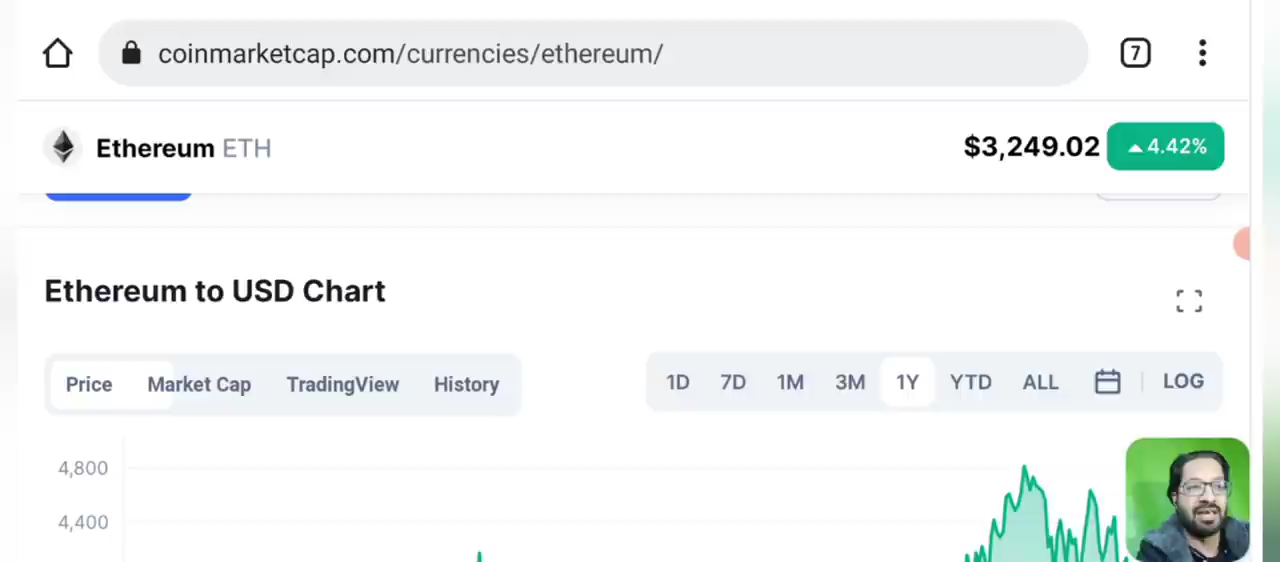 coinmarketcap.com/currencies/ethereum/ 7
Ethereum ETH $3,249.02 4.42%
Ethereum to USD Chart
Price Market Cap TradingView History 1D 7D 1M 3M 1Y YTD ALL LOG
4,800
4,400